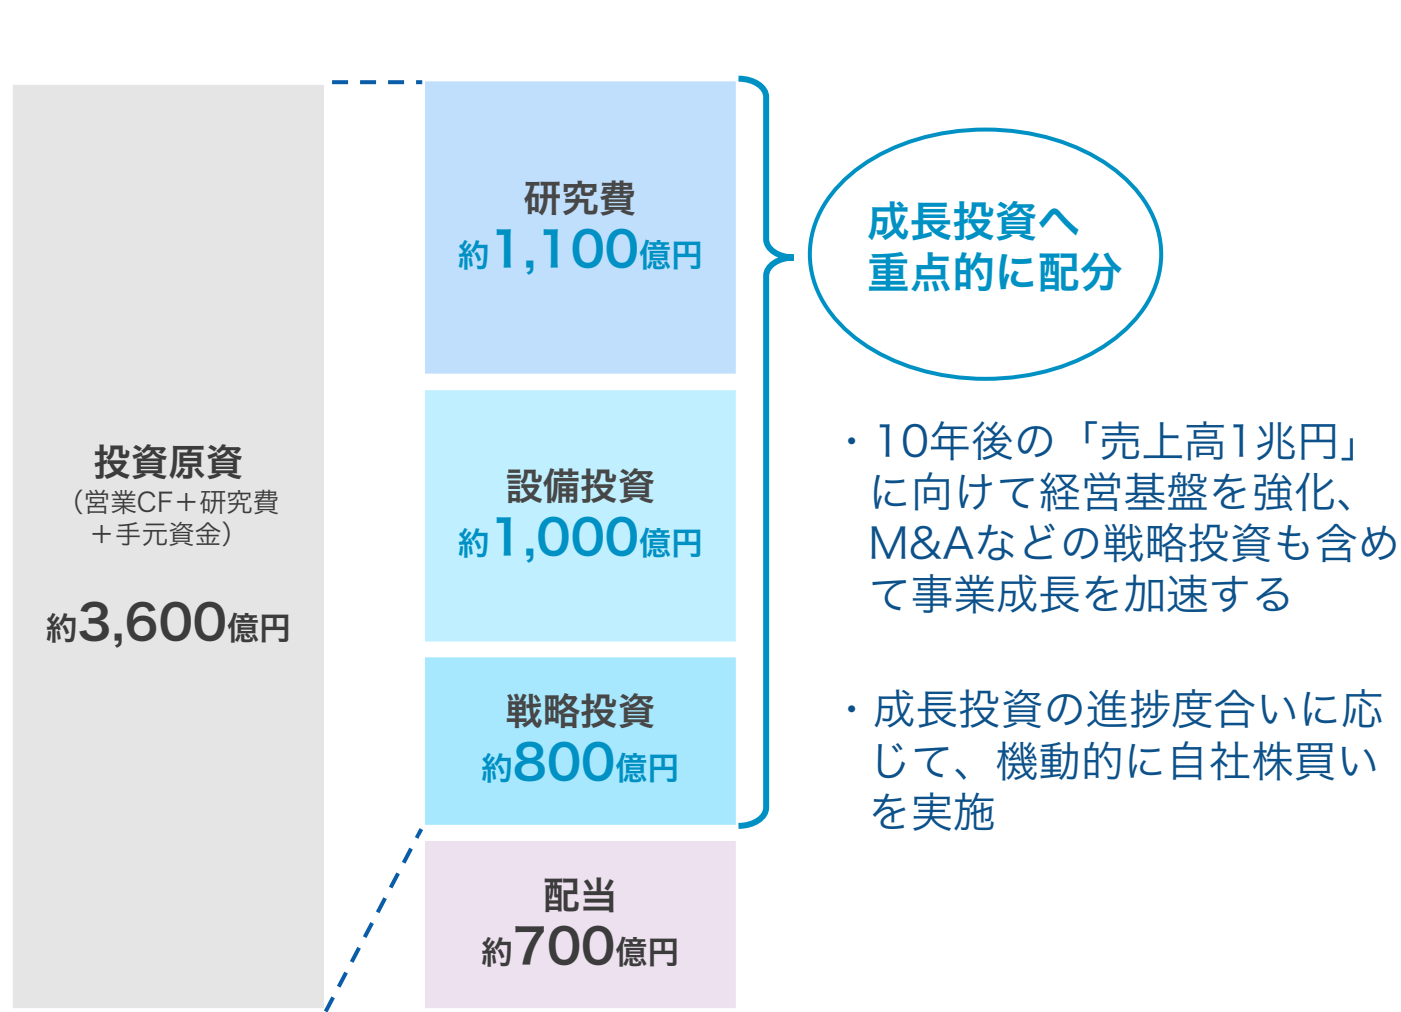 投資原資
（営業CF＋研究費
＋手元資金）
約3,600億円
研究費
約1,100億円
設備投資
約1,000億円
戦略投資
約800億円
配当
約700億円
成長投資へ
重点的に配分
・10年後の「売上高1兆円」
に向けて経営基盤を強化、
M&Aなどの戦略投資も含め
て事業成長を加速する
・成長投資の進捗度合いに応
じて、機動的に自社株買い
を実施